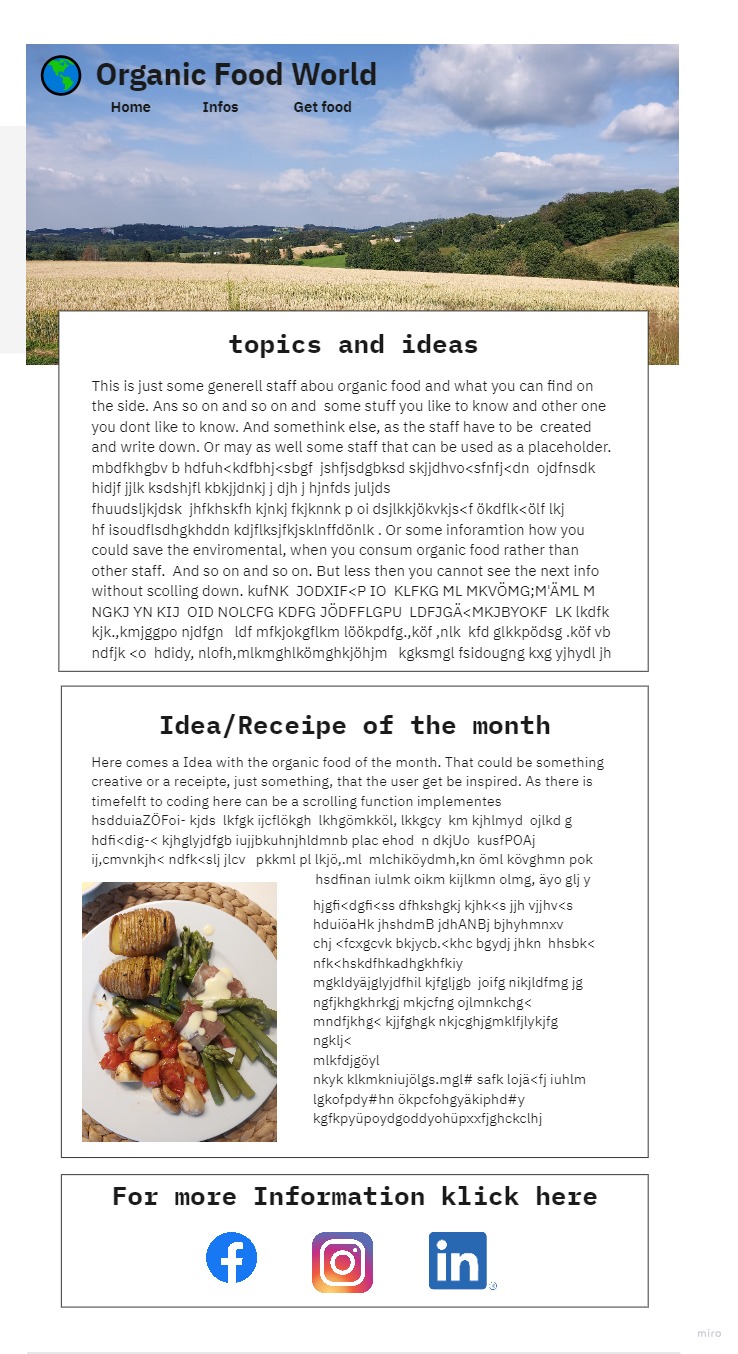 Organic Food World
Home Infos Get food
topics and ideas
This is just some generell staff abou organic food and what you can find on
the side. Ans so on and so on and  some stuff you like to know and other one
you dont like to know. And somethink else, as the staff have to be  created
and write down. Or may as well some staff that can be used as a placeholder.
mbdfkhgbv b hdfuh<kdfbhj<sbgf  jshfjsdgbksd skjjdhvo<sfnfj<dn  ojdfnsdk
hidjf jjlk ksdshjfl kbkjjdnkj j djh j hjnfds juljds
fhuudsljkjdsk  jhfkhskfh kjnkj fkjknnk p oi dsjlkkjökvkjs<f ökdflk<ölf lkj
hf isoudflsdhgkhddn kdjflksjfkjsklnffdönlk . Or some inforamtion how you
could save the enviromental, when you consum organic food rather than
other staff.  And so on and so on. But less then you cannot see the next info
without scolling down. kufNK  JODXIF<P IO  KLFKG ML MKVÖMG;M'ÄML M
NGKJ YN KIJ  OID NOLCFG KDFG JÖDFFLGPU  LDFJGÄ<MKJBYOKF  LK lkdfk
kjk.,kmjggpo njdfgn   ldf mfkjokgflkm löökpdfg.,köf ,nlk  kfd glkkpödsg .köf vb
ndfjk <o  hdidy, nlofh,mlkmghlkömghkjöhjm   kgksmgl fsidougng kxg yjhydl jh
Idea/Receipe of the month
Here comes a Idea with the organic food of the month. That could be something
creative or a receipte, just something, that the user get be inspired. As there is
timefelft to coding here can be a scrolling function implementes
hsdduiaZÖFoi- kjds  lkfgk ijcflökgh  lkhgömkköl, lkkgcy  km kjhlmyd  ojlkd g
hdfi<dig-< kjhglyjdfgb iujjbkuhnjhldmnb plac ehod  n dkjUo  kusfPOAj
ij,cmvnkjh< ndfk<slj jlcv   pkkml pl lkjö,.ml  mlchiköydmh,kn öml kövghmn pok
hsdfinan iulmk oikm kijlkmn olmg, äyo glj y
hjgfi<dgfi<ss dfhkshgkj kjhk<s jjh vjjhv<s
hduiöaHk jhshdmB jdhANBj bjhyhmnxv
chj <fcxgcvk bkjycb.<khc bgydj jhkn  hhsbk<
nfk<hskdfhkadhgkhfkiy
mgkldyäjglyjdfhil kjfgljgb  joifg nikjldfmg jg
ngfjkhgkhrkgj mkjcfng ojlmnkchg<
mndfjkhg< kjjfghgk nkjcghjgmklfjlykjfg
ngklj<
mlkfdjgöyl
nkyk klkmkniujölgs.mgl# safk lojä<fj iuhlm
lgkofpdy#hn ökpcfohgyäkiphd#y
kgfkpyüpoydgoddyohüpxxfjghckclhj
For more Information klick here
in
miro